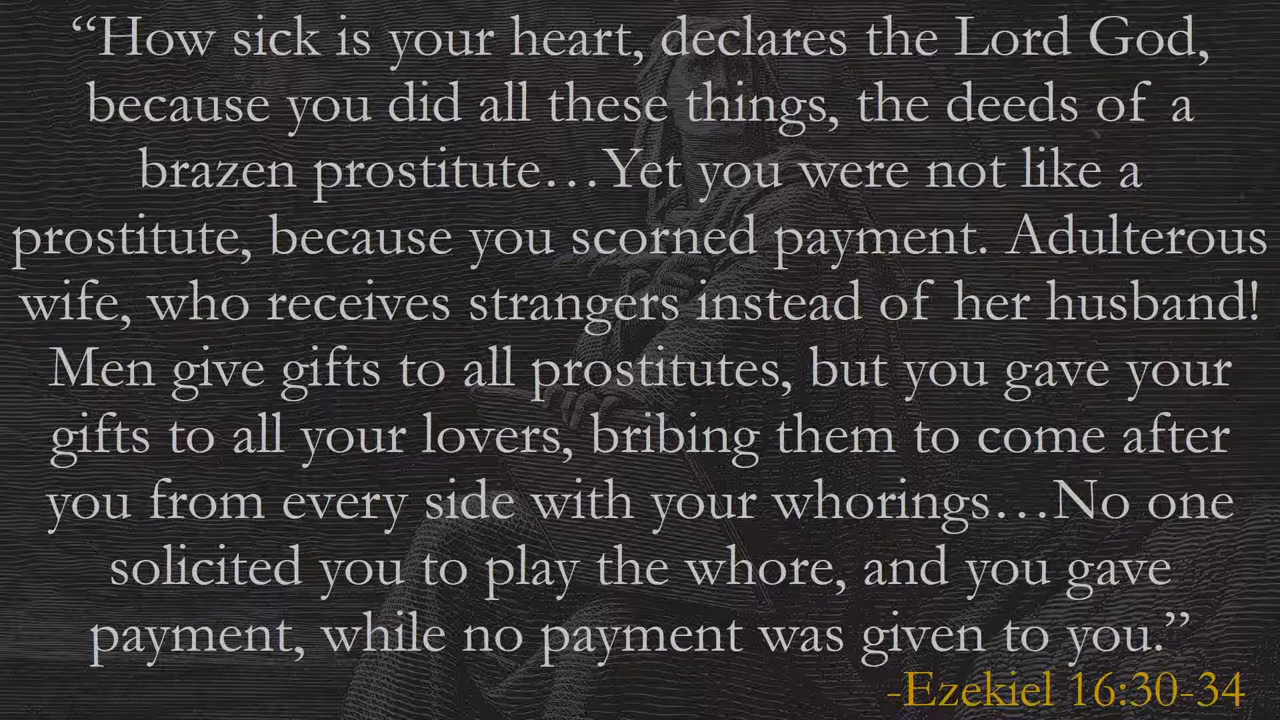 “How sick is your heart, declares the Lord God,
because you did all these things, the deeds of a
brazen prostitute…Yet you were not like a
prostitute, because you scorned payment. Adulterous
wife, who receives strangers instead of her husband!
Men give gifts to all prostitutes, but you gave your
gifts to all your lovers, bribing them to come after
you from every side with your whorings…No one
solicited you to play the whore, and you gave
payment, while no payment was given to you.”
-Ezekiel 16:30-34